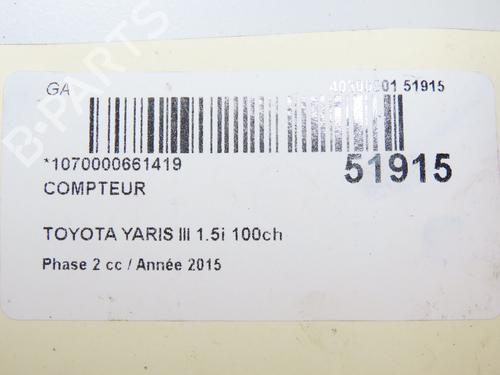 GA
51915
*1070000661419
51915
COMPTEUR
TOYOTA YARIS III 1.5i 100ch
Phase 2 cc / Année 2015
B-PARTS